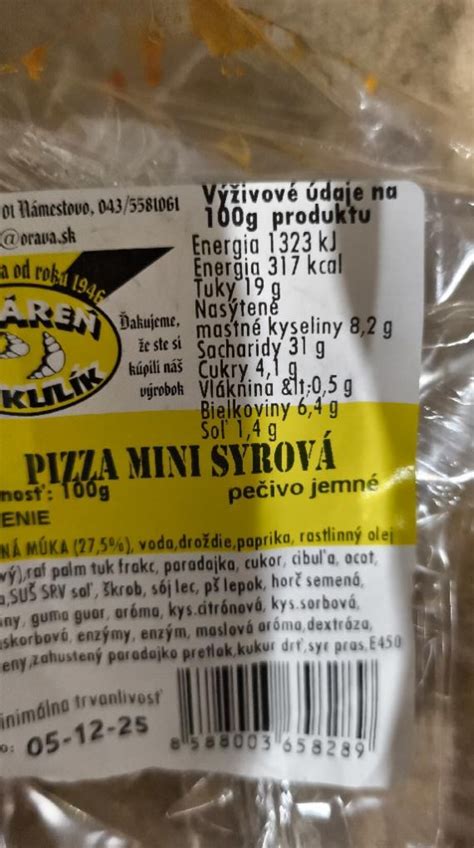 01 Námestovo, 043/5581061
@orava.sk
a od roku 1946
ÁREŇ
KULÍK
Ďakujeme,
že ste si
kúpili náš
výrobok
Výživové údaje na
100g produktu
Energia 1323 kJ
Energia 317 kcal
Tuky 19 g
Nasýtené
mastné kyseliny 8,2 g
Sacharidy 31 g
Cukry 4,1 g
Vláknina &lt;0,5 g
Bielkoviny 6,4 g
Soľ 1,4 g
PIZZA MINI SYROVÁ
nosť: 100g
pečivo jemné
ENIE
NÁ MÚKA (27,5%), voda,droždie,paprika, rastlinný olej
vý),raf palm tuk frakc, paradajka, cukor, cibuľa, ocot,
,SUŠ SRV soľ, škrob, sój lec, pš lepok, horč semená,
iny, guma guar, aróma, kys.citrónová, kys.sorbová,
askorbová, enzýmy, enzým, maslová aróma,dextróza,
eny,zahustený paradajko pretlak,kukur drť,syr pras,E450
inimálna trvanlivosť
o: 05-12-25
8 588003 658289